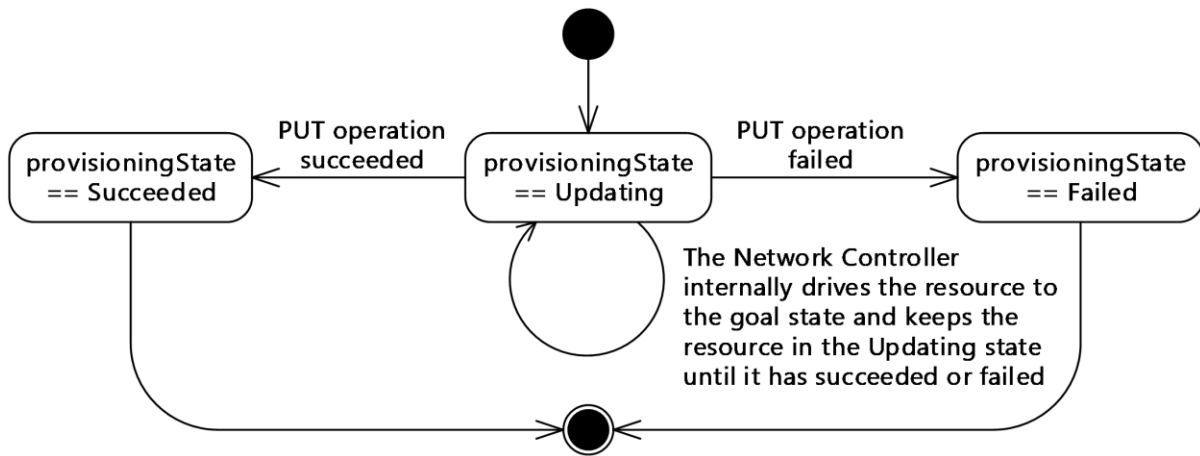 PUT operation
succeeded
PUT operation
failed
provisioningState
== Succeeded
provisioningState
== Updating
provisioningState
== Failed
The Network Controller
internally drives the resource to
the goal state and keeps the
resource in the Updating state
until it has succeeded or failed